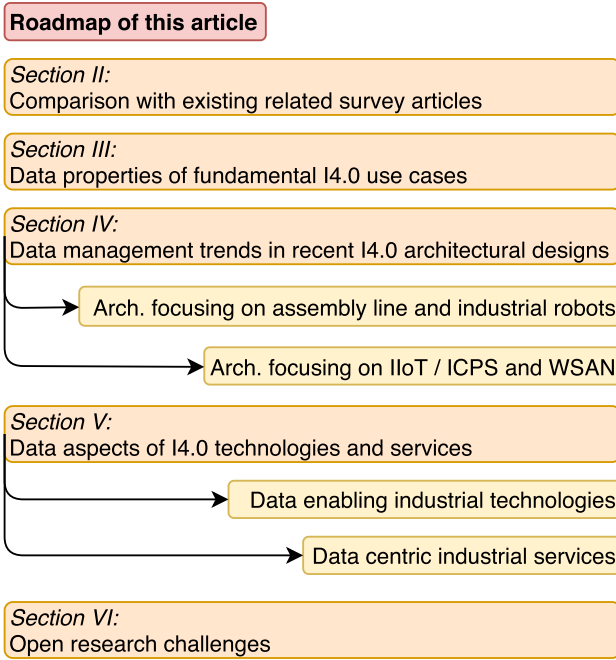 Roadmap of this article
Section II:
Comparison with existing related survey articles
Section III:
Data properties of fundamental I4.0 use cases
Section IV:
Data management trends in recent I4.0 architectural designs
Arch. focusing on assembly line and industrial robots
Arch. focusing on IIoT / ICPS and WSAN
Section V:
Data aspects of I4.0 technologies and services
Data enabling industrial technologies
Data centric industrial services
Section VI:
Open research challenges